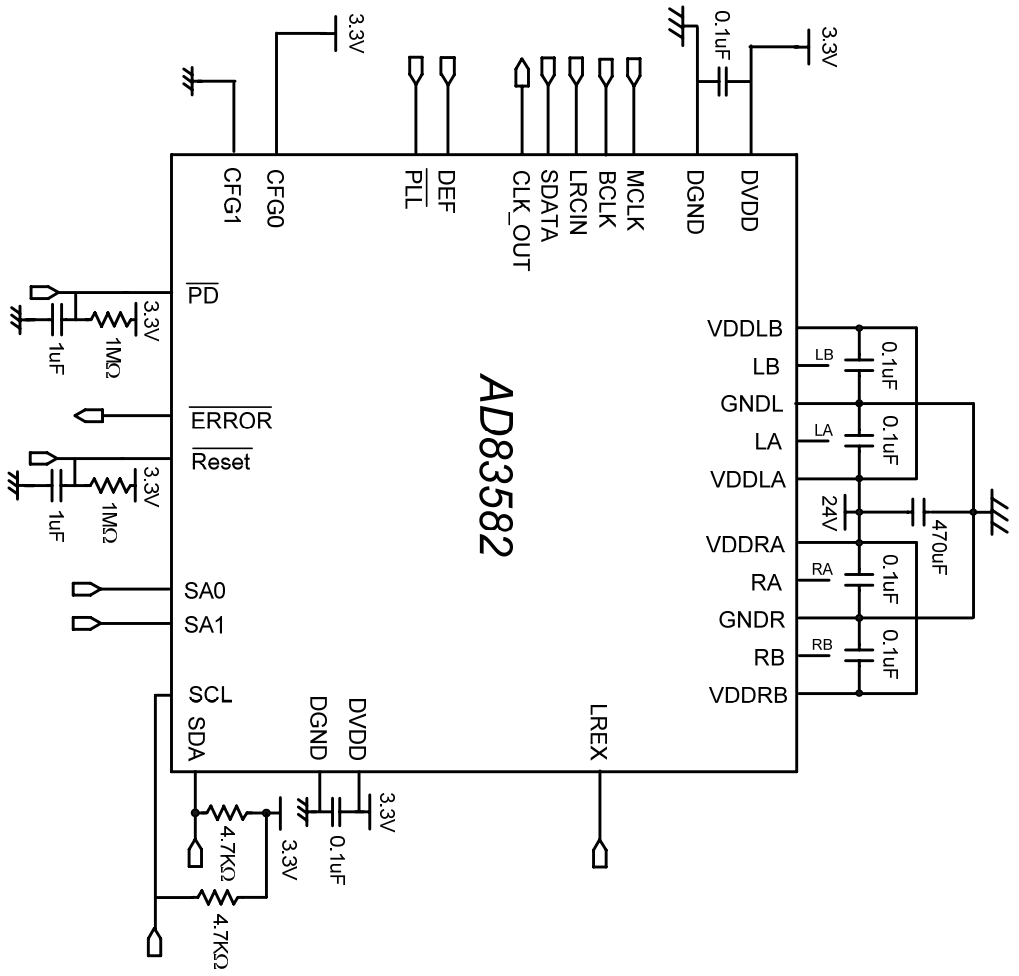 3.3V
3.3V
0.1uF
CFG1
CFG0
PLL
DEF
CLK_OUT
SDATA
LRCIN
BCLK
MCLK
DGND
DVDD
PD
3.3V
1uF
1MΩ
ERROR
Reset
3.3V
1uF
1MΩ
SA0
SA1
SCL
SDA
AD83582
VDDLB
LB
LB
0.1uF
GNDL
LA
LA
0.1uF
VDDLA
24V
470uF
VDDRA
RA
RA
0.1uF
GNDR
RB
RB
0.1uF
VDDRB
DGND
DVDD
LREX
3.3V
0.1uF
3.3V
4.7KΩ
4.7KΩ